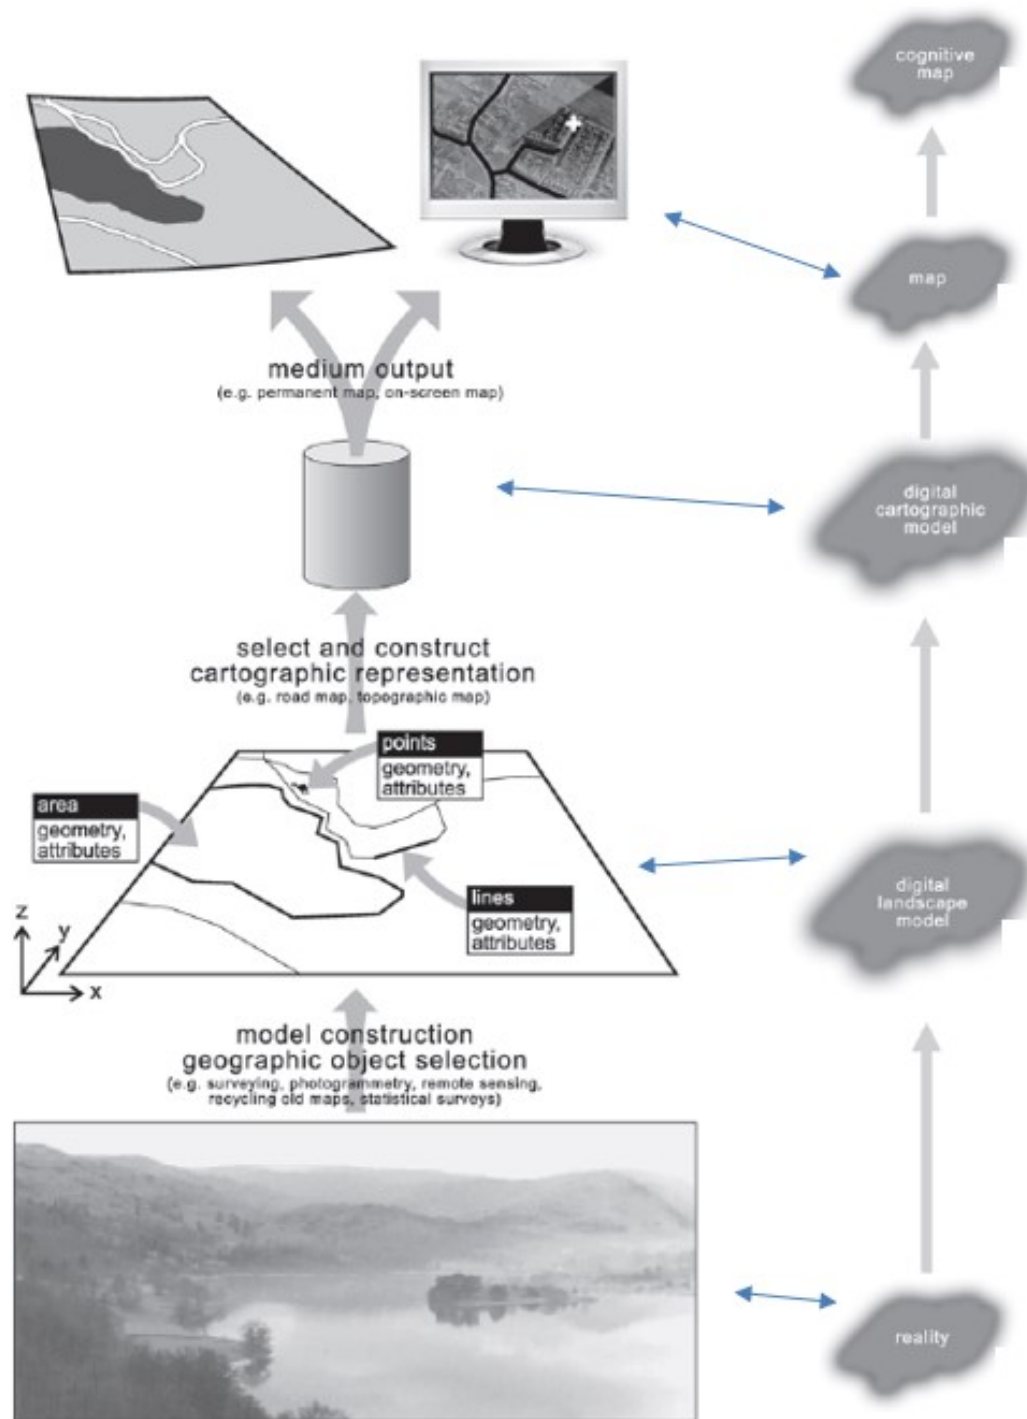 cognitive
map
map
medium output
(e.g. permanent map, on-screen map)
digital
cartographic
model
select and construct
cartographic representation
(e.g. road map, topographic map)
points
geometry,
attributes
area
geometry,
attributes
lines
geometry,
attributes
z
y
x
digital
landscape
model
model construction
geographic object selection
(e.g. surveying, photogrammetry, remote sensing,
recycling old maps, statistical surveys)
reality